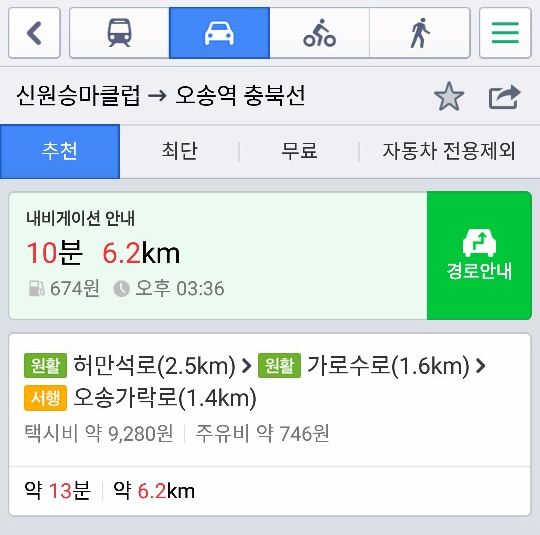 신원승마클럽 → 오송역 충북선
추천 최단 무료 자동차 전용제외
내비게이션 안내
10분 6.2km
674원 오후 03:36
경로안내
원활 허만석로(2.5km) > 원활 가로수로(1.6km) >
서행 오송가락로(1.4km)
택시비 약 9,280원 주유비 약 746원
약 13분 약 6.2km